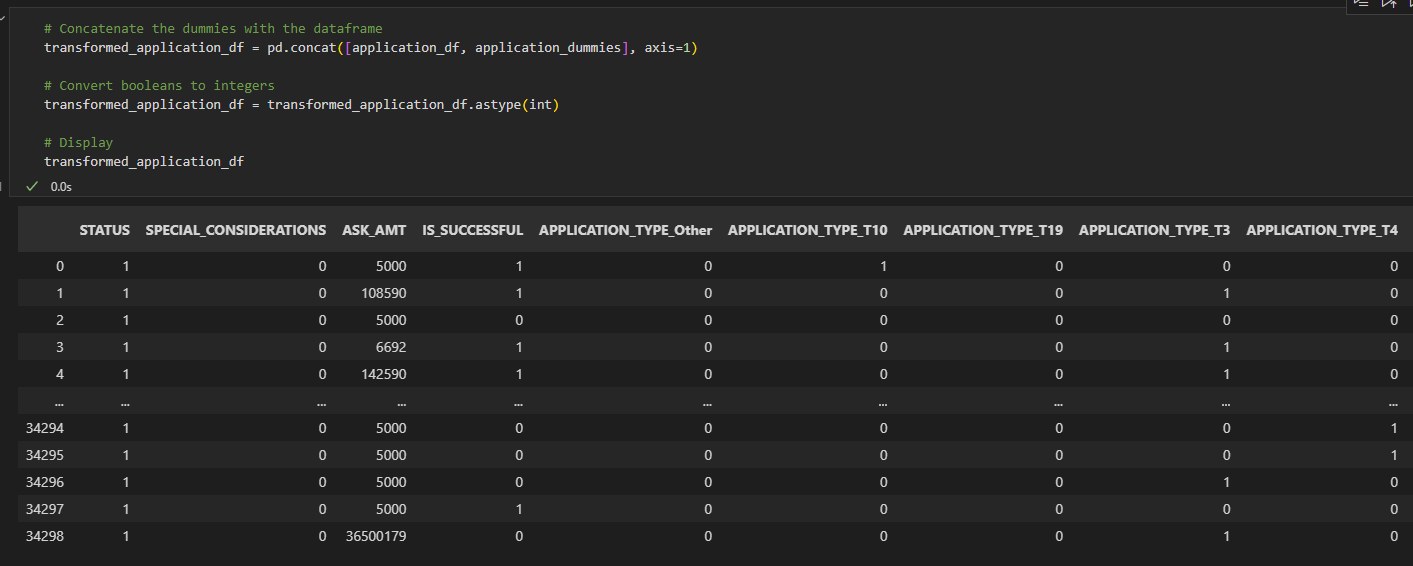 # Concatenate the dummies with the dataframe
transformed_application_df = pd.concat([application_df, application_dummies], axis=1)
# Convert booleans to integers
transformed_application_df = transformed_application_df.astype(int)
# Display
transformed_application_df
✓ 0.0s
STATUS SPECIAL_CONSIDERATIONS ASK_AMT IS_SUCCESSFUL APPLICATION_TYPE_Other APPLICATION_TYPE_T10 APPLICATION_TYPE_T19 APPLICATION_TYPE_T3 APPLICATION_TYPE_T4
0 1 0 5000 1 0 1 0 0 0
1 1 0 108590 1 0 0 0 1 0
2 1 0 5000 0 0 0 0 0 0
3 1 0 6692 1 0 0 0 1 0
4 1 0 142590 1 0 0 0 1 0
... ... ... ... ... ... ... ... ... ...
34294 1 0 5000 0 0 0 0 0 1
34295 1 0 5000 0 0 0 0 0 1
34296 1 0 5000 0 0 0 0 1 0
34297 1 0 5000 1 0 0 0 0 0
34298 1 0 36500179 0 0 0 0 1 0